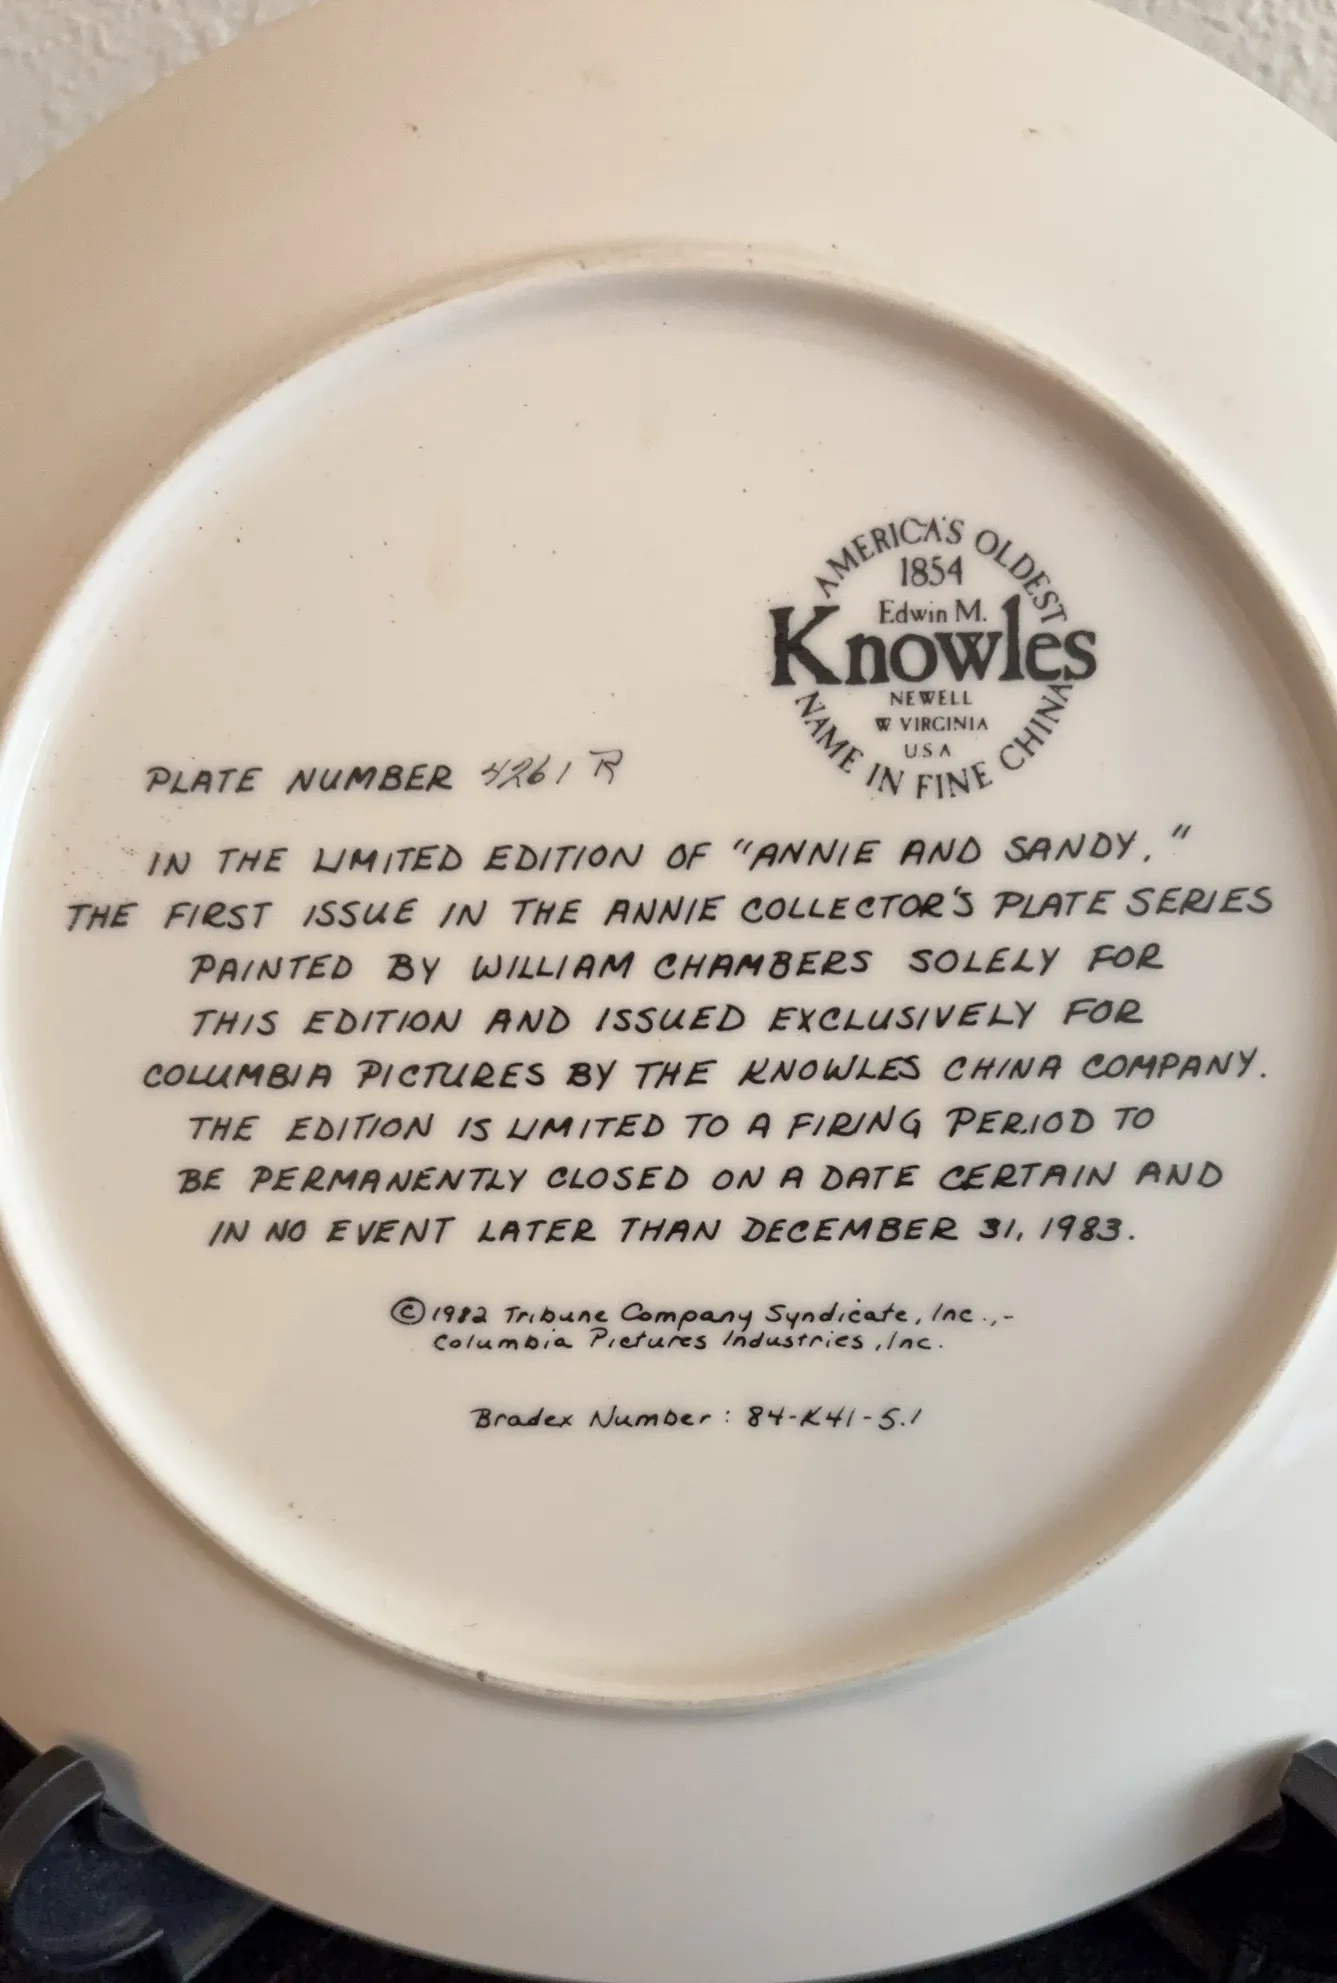 AMERICA'S OLDEST
1854
Edwin M.
Knowles
NEWELL
W VIRGINIA
USA
NAME IN FINE CHINA
PLATE NUMBER 4261 R
IN THE LIMITED EDITION OF "ANNIE AND SANDY,"
THE FIRST ISSUE IN THE ANNIE COLLECTOR'S PLATE SERIES
PAINTED BY WILLIAM CHAMBERS SOLELY FOR
THIS EDITION AND ISSUED EXCLUSIVELY FOR
COLUMBIA PICTURES BY THE KNOWLES CHINA COMPANY.
THE EDITION IS LIMITED TO A FIRING PERIOD TO
BE PERMANENTLY CLOSED ON A DATE CERTAIN AND
IN NO EVENT LATER THAN DECEMBER 31, 1983.
©1982 Tribune Company Syndicate, Inc.,-
Columbia Pictures Industries, Inc.
Bradex Number: 84-K41-5.1